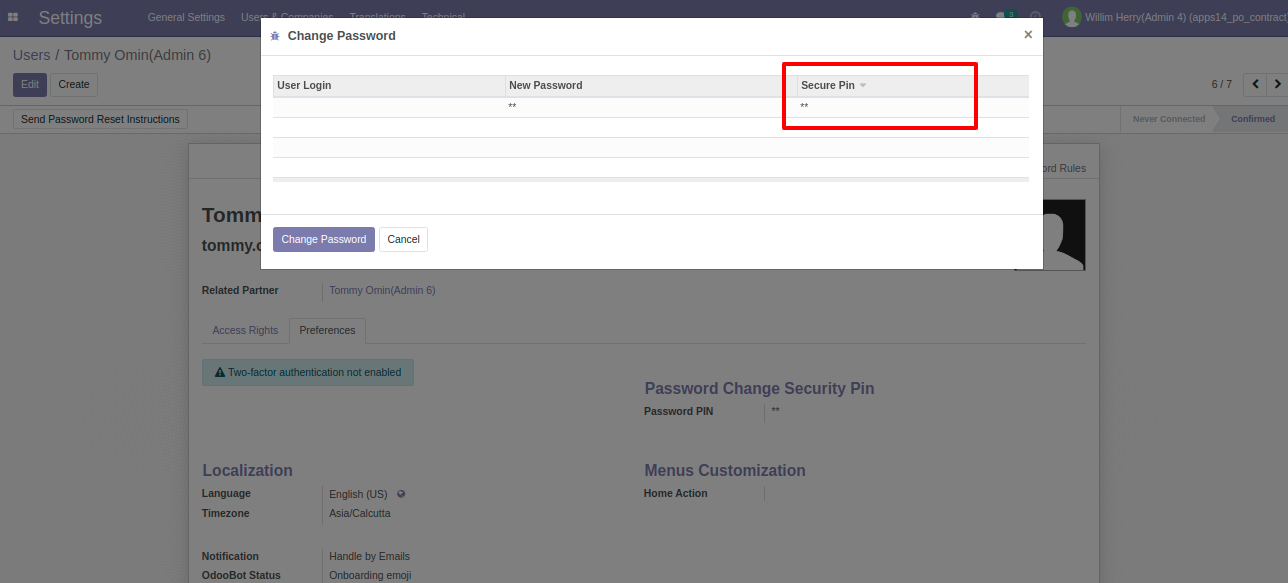 Settings General Settings Users & Companies Translations Technical 3 Willim Herry(Admin 4) (apps14_po_contract
Change Password ×
Users / Tommy Omin(Admin 6)
Edit Create 6 / 7
User Login New Password Secure Pin
** **
Send Password Reset Instructions Never Connected Confirmed
ord Rules
Tomm
tommy.c
Change Password Cancel
Related Partner Tommy Omin(Admin 6)
Access Rights Preferences
Two-factor authentication not enabled
Password Change Security Pin
Password PIN **
Localization Menus Customization
Language English (US) Home Action
Timezone Asia/Calcutta
Notification Handle by Emails
OdooBot Status Onboarding emoji